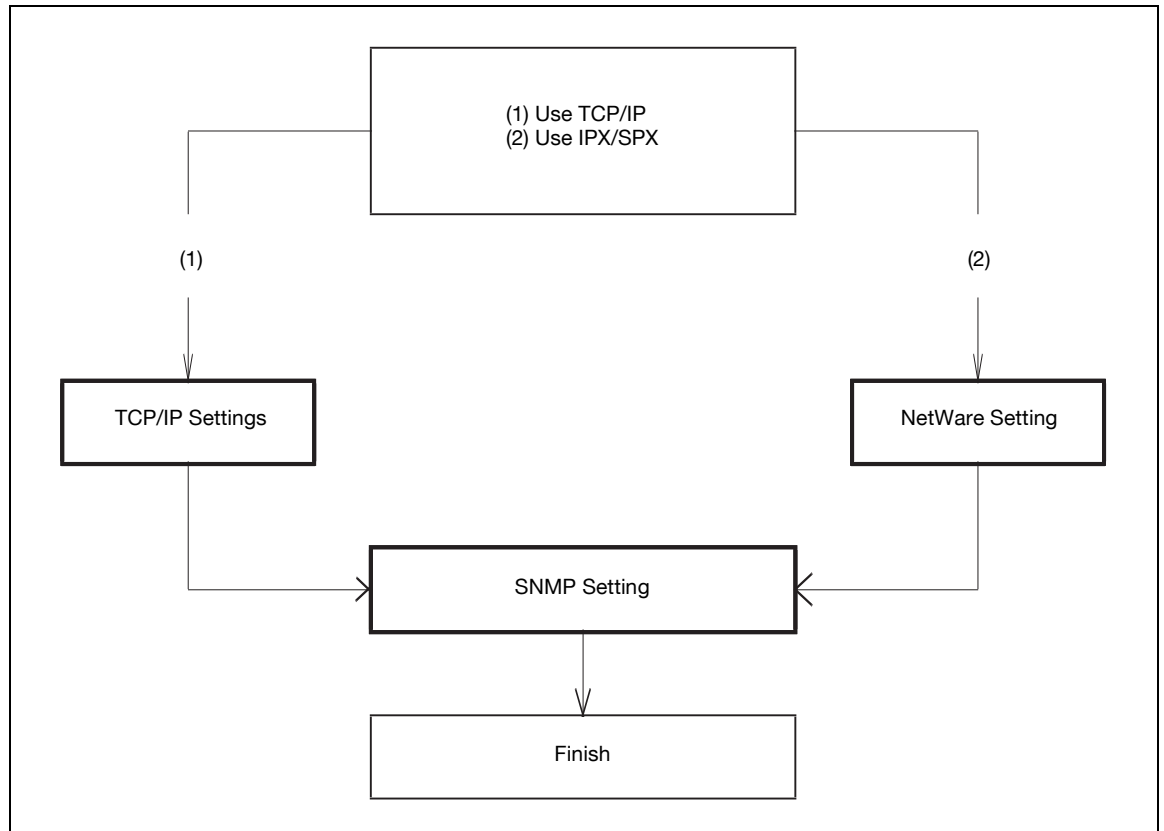 (1) Use TCP/IP
(2) Use IPX/SPX
(1)
(2)
TCP/IP Settings
NetWare Setting
SNMP Setting
Finish